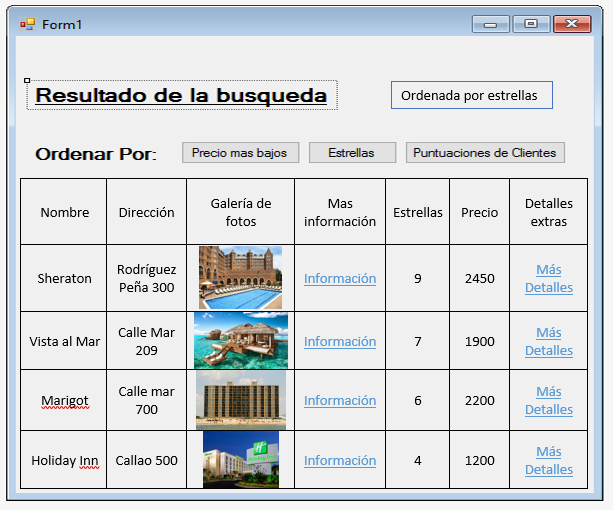 Form1
Resultado de la busqueda
Ordenada por estrellas
Ordenar Por:
Precio mas bajos
Estrellas
Puntuaciones de Clientes
Nombre
Dirección
Galería de
fotos
Mas
información
Estrellas
Precio
Detalles
extras
Sheraton
Rodríguez
Peña 300
Información
9
2450
Más
Detalles
Vista al Mar
Calle Mar
209
Información
7
1900
Más
Detalles
Marigot
Calle mar
700
Información
6
2200
Más
Detalles
Holiday Inn
Callao 500
Información
4
1200
Más
Detalles